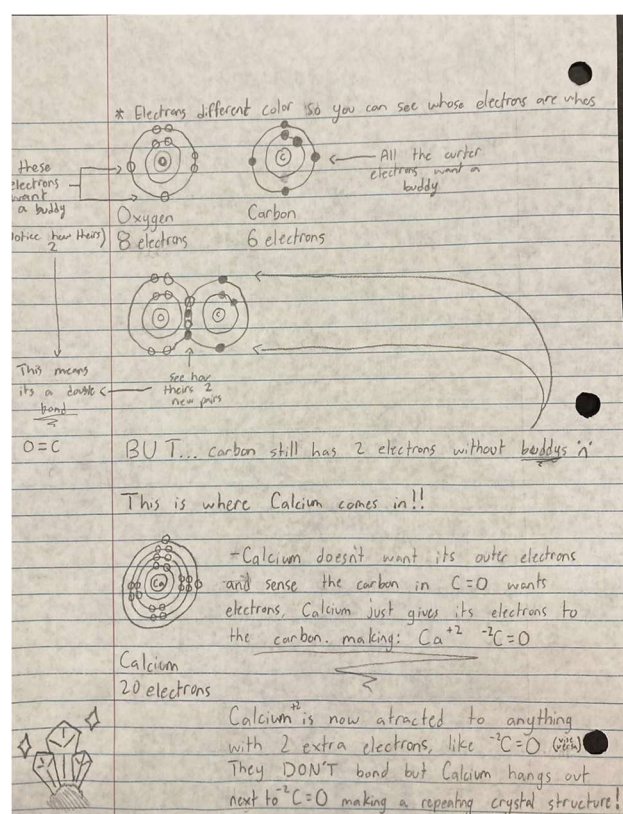 * Electrons different color so you can see whose electrons are whos
these
electrons
want
a buddy
O
C
All the outer
electrons want a
buddy
Oxygen
8 electrons
Carbon
6 electrons
notice how theirs)
2
O
C
This means
its a double
bond
see how
theirs 2
new pairs
O=C
BUT... carbon still has 2 electrons without buddys
This is where Calcium comes in!!
Ca
-Calcium doesn't want its outer electrons
and sense the carbon in C=O wants
electrons, Calcium just gives its electrons to
the carbon. making: Ca+2 -2C=O
Calcium
20 electrons
Calcium+2 is now atracted to anything
with 2 extra electrons, like -2C=O. (vise versa)
They DON'T bond but Calcium hangs out
next to -2C=O making a repeating crystal structure!